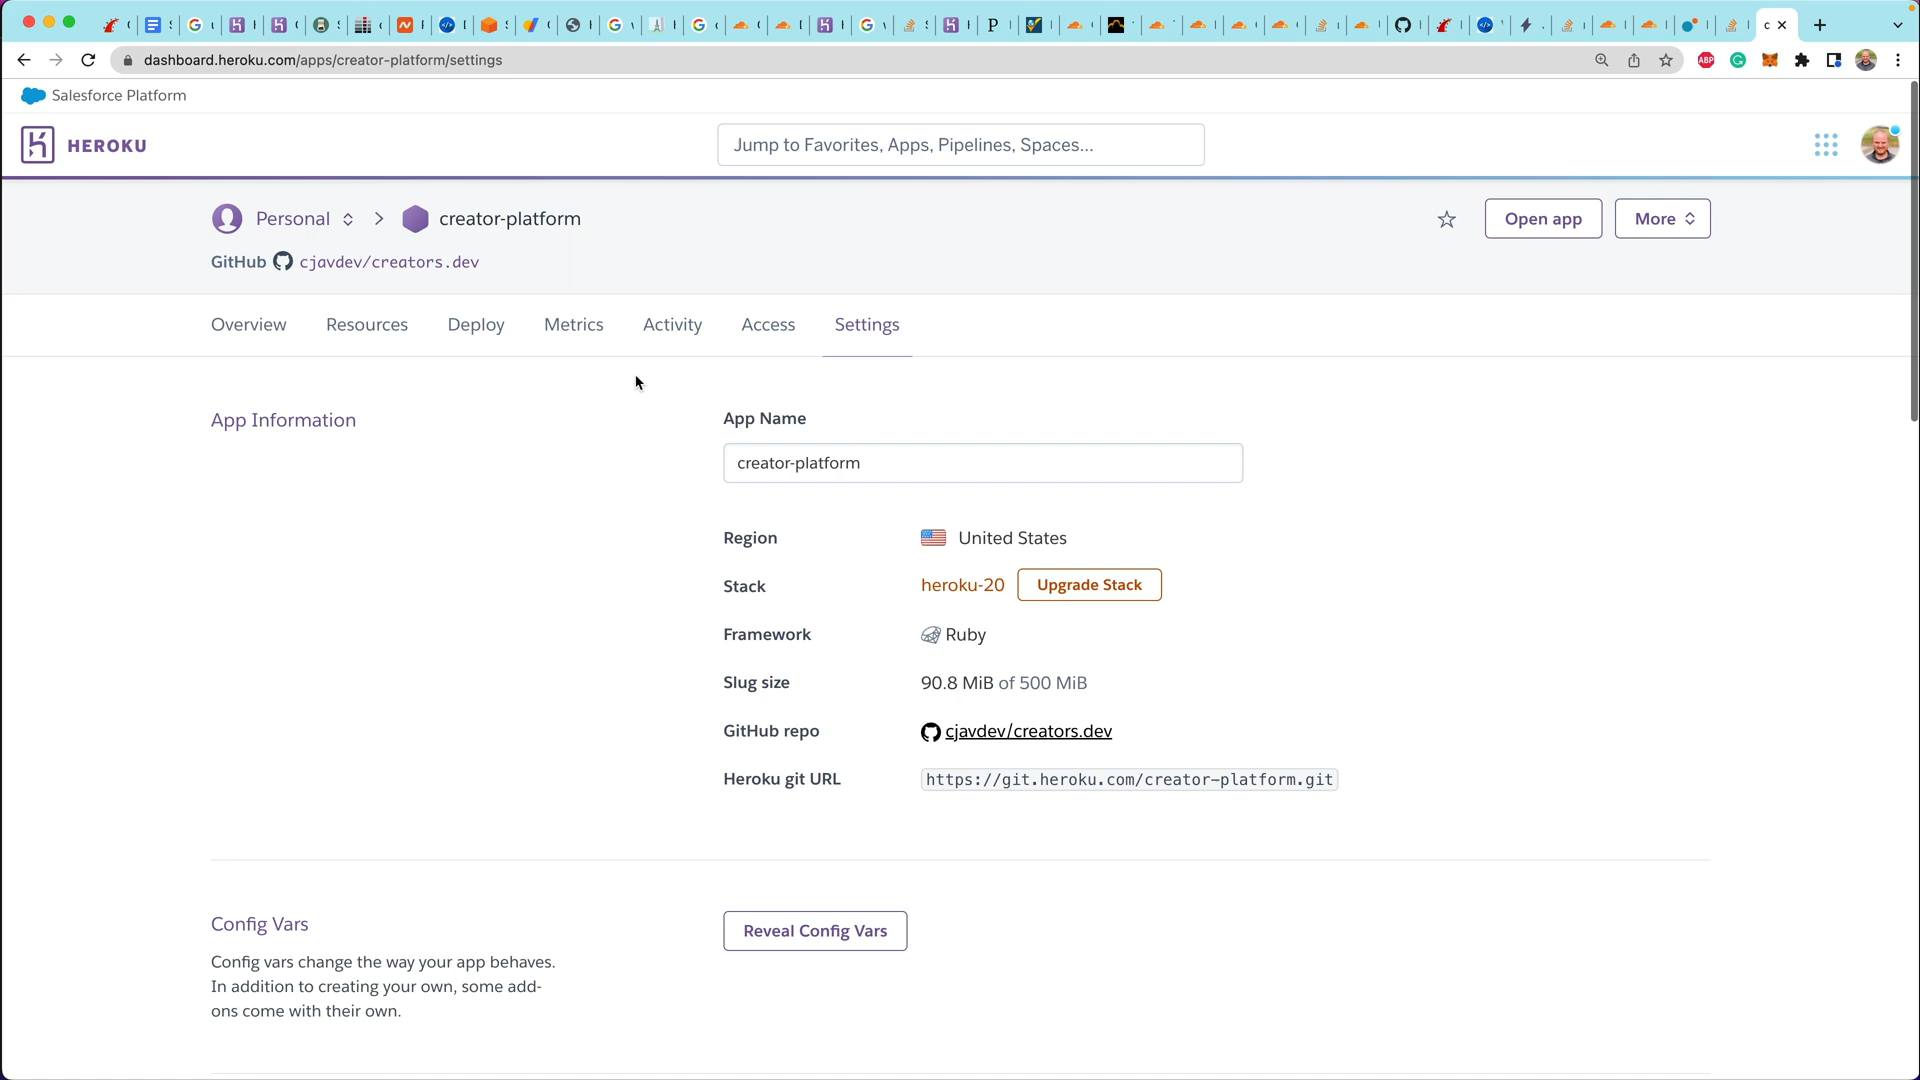 dashboard.heroku.com/apps/creator-platform/settings
ABP
Salesforce Platform
HEROKU
Jump to Favorites, Apps, Pipelines, Spaces...
Personal
creator-platform
Open app
More
GitHub cjavdev/creators.dev
Overview
Resources
Deploy
Metrics
Activity
Access
Settings
App Information
App Name
creator-platform
Region
United States
Stack
heroku-20
Upgrade Stack
Framework
Ruby
Slug size
90.8 MiB of 500 MiB
GitHub repo
cjavdev/creators.dev
Heroku git URL
https://git.heroku.com/creator-platform.git
Config Vars
Reveal Config Vars
Config vars change the way your app behaves.
In addition to creating your own, some add-
ons come with their own.